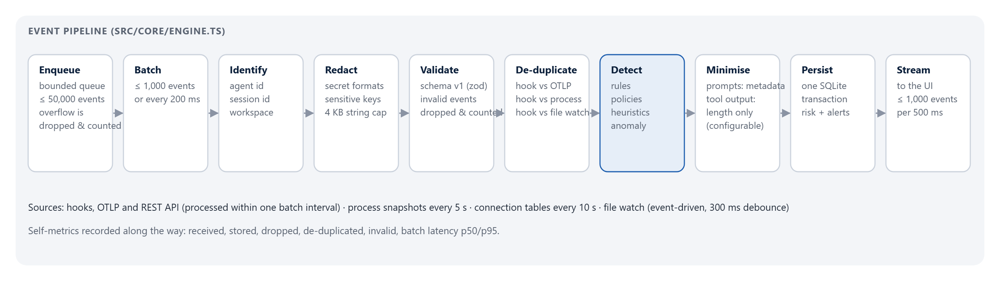 EVENT PIPELINE (SRC/CORE/ENGINE.TS)
Enqueue
bounded queue
≤ 50,000 events
overflow is
dropped & counted
Batch
≤ 1,000 events
or every 200 ms
Identify
agent id
session id
workspace
Redact
secret formats
sensitive keys
4 KB string cap
Validate
schema v1 (zod)
invalid events
dropped & counted
De-duplicate
hook vs OTLP
hook vs process
hook vs file watch
Detect
rules
policies
heuristics
anomaly
Minimise
prompts: metadata
tool output:
length only
(configurable)
Persist
one SQLite
transaction
risk + alerts
Stream
to the UI
≤ 1,000 events
per 500 ms
Sources: hooks, OTLP and REST API (processed within one batch interval) · process snapshots every 5 s · connection tables every 10 s · file watch (event-driven, 300 ms debounce)
Self-metrics recorded along the way: received, stored, dropped, de-duplicated, invalid, batch latency p50/p95.